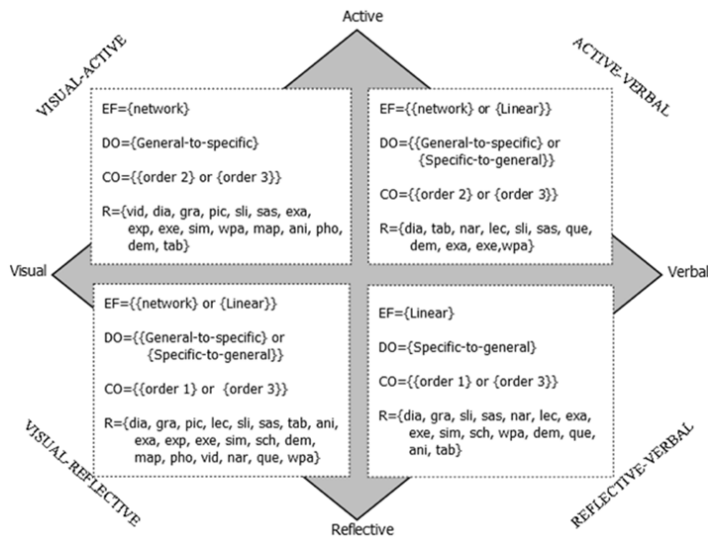 Active
VISUAL-ACTIVE
ACTIVE-VERBAL
EF={network}
DO={General-to-specific}
CO={{order 2} or {order 3}}
R={vid, dia, gra, pic, sli, sas, exa,
exp, exe, sim, wpa, map, ani, pho,
dem, tab}
EF={{network} or {Linear}}
DO={{General-to-specific} or
{Specific-to-general}}
CO={{order 2} or {order 3}}
R={dia, tab, nar, lec, sli, sas, que,
dem, exa, exe,wpa}
Visual
Verbal
EF={{network} or {Linear}}
DO={{General-to-specific} or
{Specific-to-general}}
CO={{order 1} or {order 3}}
R={dia, gra, pic, lec, sli, sas, tab, ani,
exa, exp, exe, sim, sch, dem,
map, pho, vid, nar, que, wpa}
EF={Linear}
DO={Specific-to-general}
CO={{order 1} or {order 3}}
R={dia, gra, sli, sas, nar, lec, exa,
exe, sim, sch, wpa, dem, que,
ani, tab}
VISUAL-REFLECTIVE
REFLECTIVE-VERBAL
Reflective